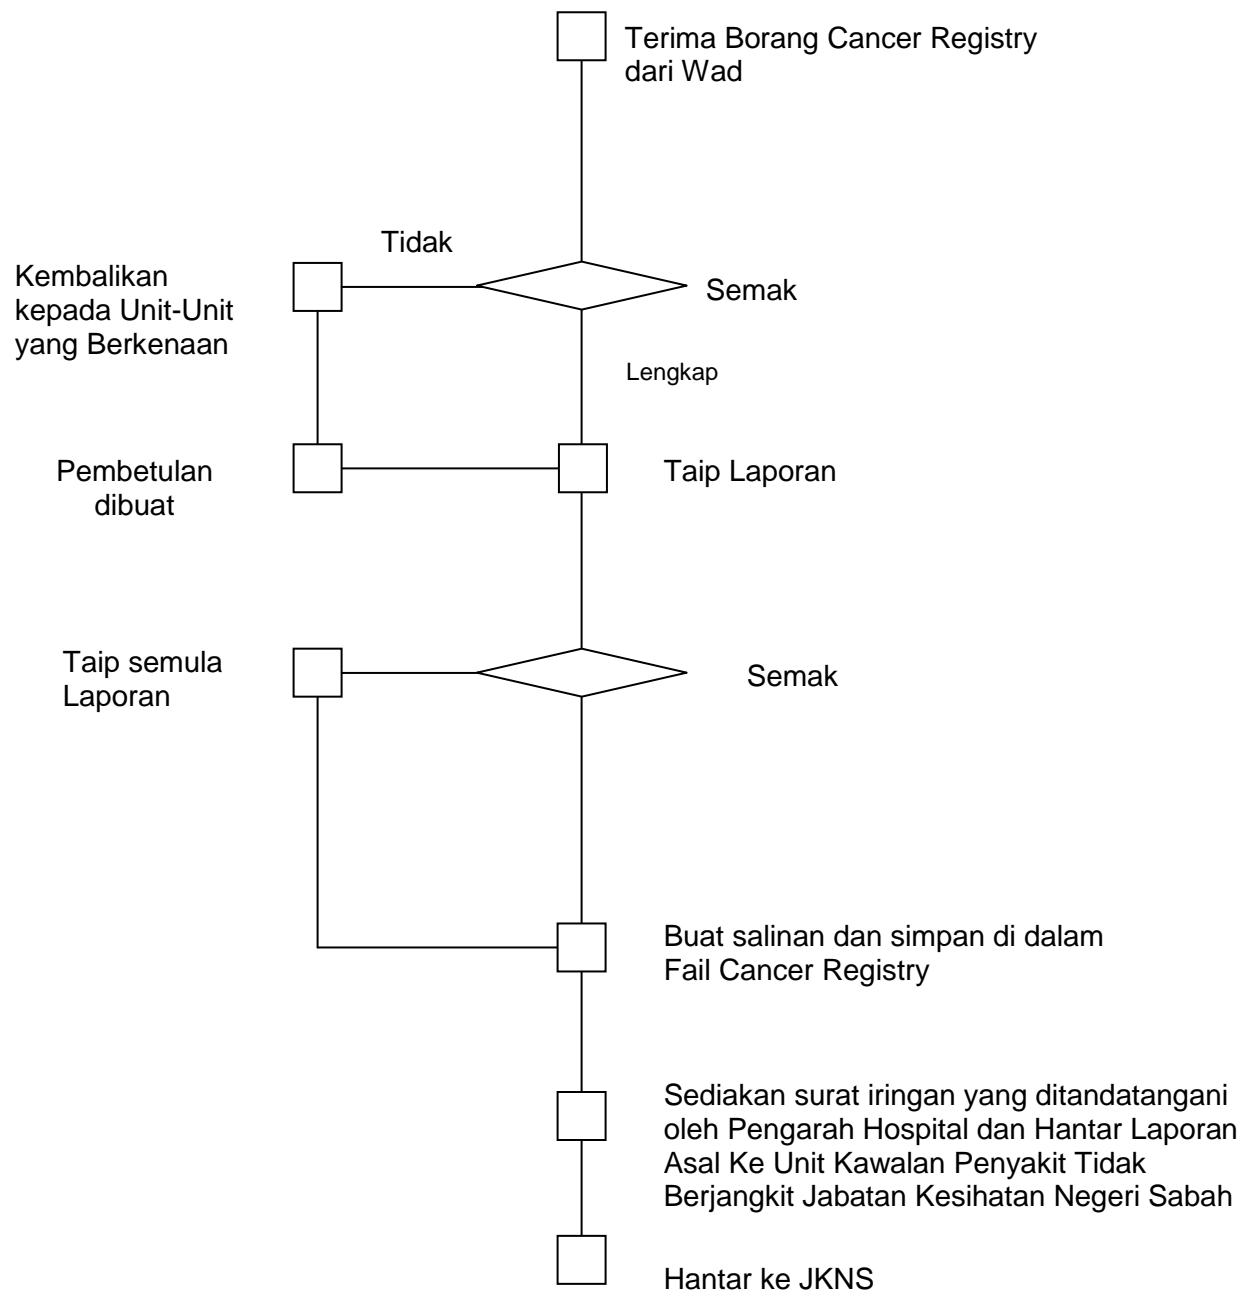 Terima Borang Cancer Registry
dari Wad
Tidak
Kembalikan
kepada Unit-Unit
yang Berkenaan
Semak
Lengkap
Pembetulan
dibuat
Taip Laporan
Taip semula
Laporan
Semak
Buat salinan dan simpan di dalam
Fail Cancer Registry
Sediakan surat iringan yang ditandatangani
oleh Pengarah Hospital dan Hantar Laporan
Asal Ke Unit Kawalan Penyakit Tidak
Berjangkit Jabatan Kesihatan Negeri Sabah
Hantar ke JKNS